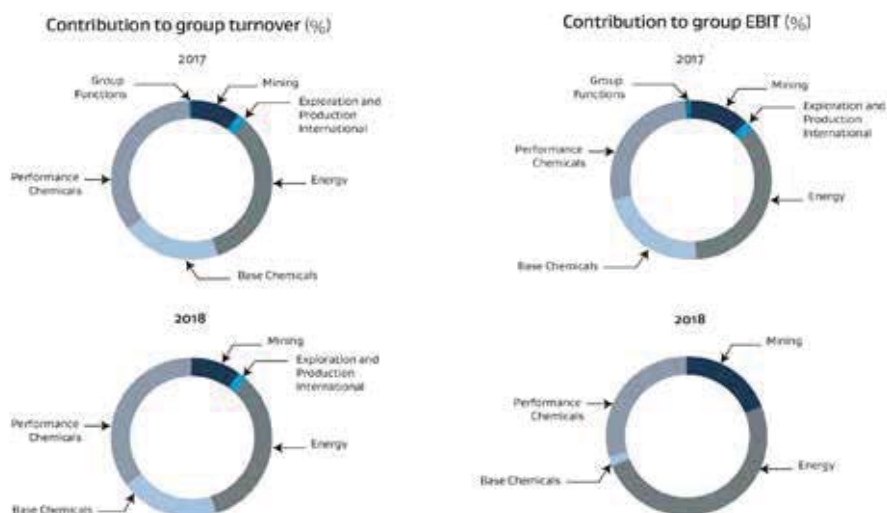 Contribution to group turnover (%)
2017
Group
Functions
Mining
Exploration and
Production
International
Performance
Chemicals
Energy
Base Chemicals
2018
Mining
Exploration and
Production
International
Performance
Chemicals
Energy
Base Chemicals
Contribution to group EBIT (%)
2017
Group
Functions
Mining
Exploration and
Production
International
Performance
Chemicals
Energy
Base Chemicals
2018
Mining
Performance
Chemicals
Base Chemicals
Energy